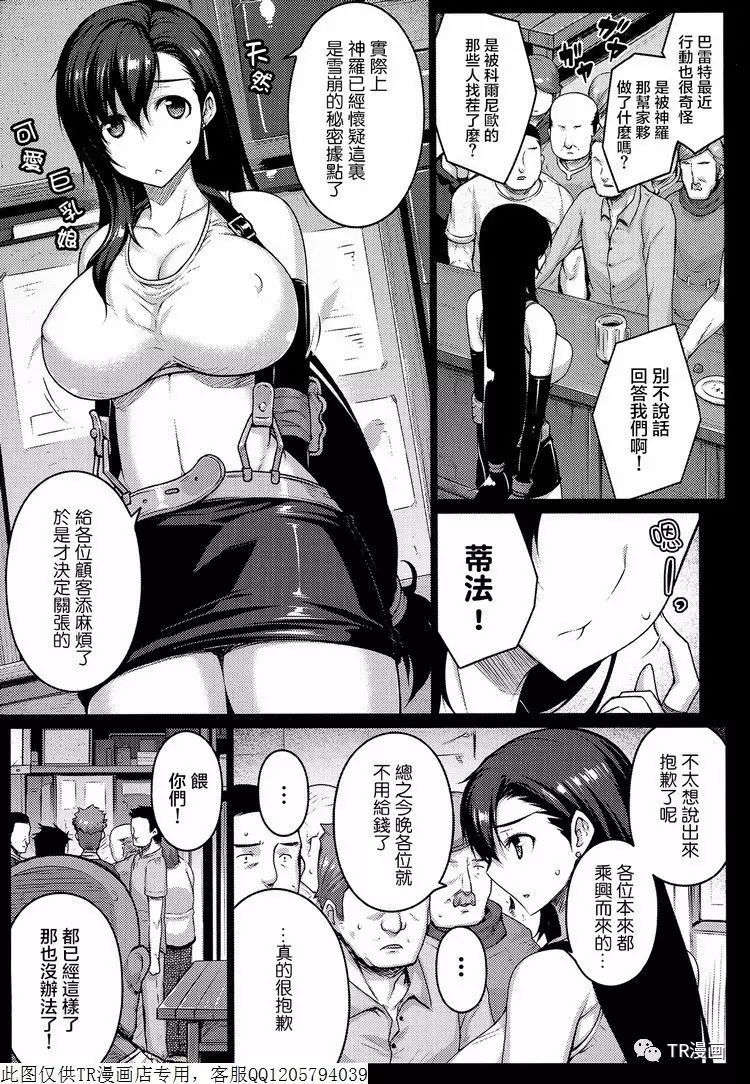 巴雷特最近
行動也很奇怪
是被神羅
那幫家夥
做了什麼嗎?
是被科爾尼歐的
那些人找茬了麼?
別不說話
回答我們啊!
實際上
神羅已經懷疑這裏
是雪崩的秘密據點了
天然
可愛
巨乳娘
給各位顧客添麻煩了
於是才決定關張的
嗯ー,
蒂法!
不太想說出來
抱歉了呢
各位本來都
乘興而來的…
總之今晚各位就
不用給錢了
…
…真的很抱歉
…
餵
你們!
都已經這樣了
那也沒辦法了!
TR漫画
此图仅供TR漫画店专用，客服QQ1205794039